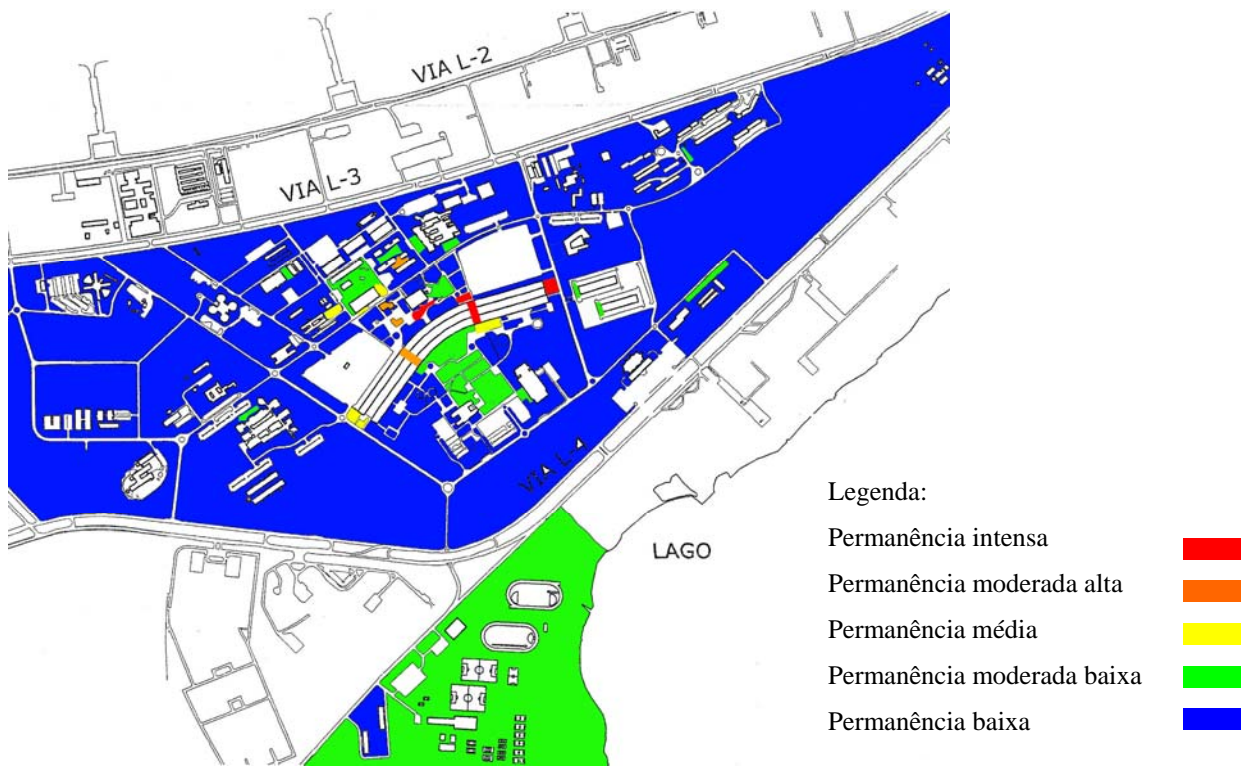 VIA L-2
VIA L-3
VIA L-4
LAGO
Legenda:
Permanência intensa
Permanência moderada alta
Permanência média
Permanência moderada baixa
Permanência baixa